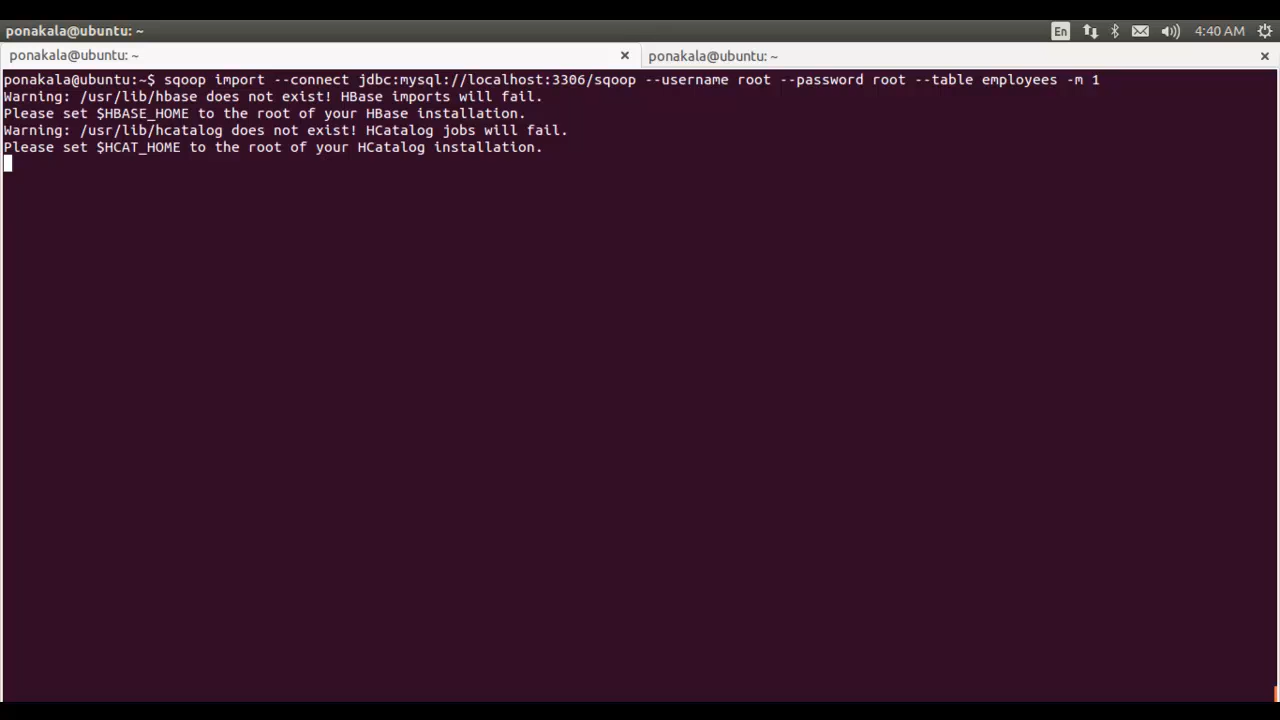 ponakala@ubuntu: ~
En
4:40 AM
ponakala@ubuntu: ~
ponakala@ubuntu: ~
ponakala@ubuntu:~$ sqoop import --connect jdbc:mysql://localhost:3306/sqoop --username root --password root --table employees -m 1
Warning: /usr/lib/hbase does not exist! HBase imports will fail.
Please set $HBASE_HOME to the root of your HBase installation.
Warning: /usr/lib/hcatalog does not exist! HCatalog jobs will fail.
Please set $HCAT_HOME to the root of your HCatalog installation.